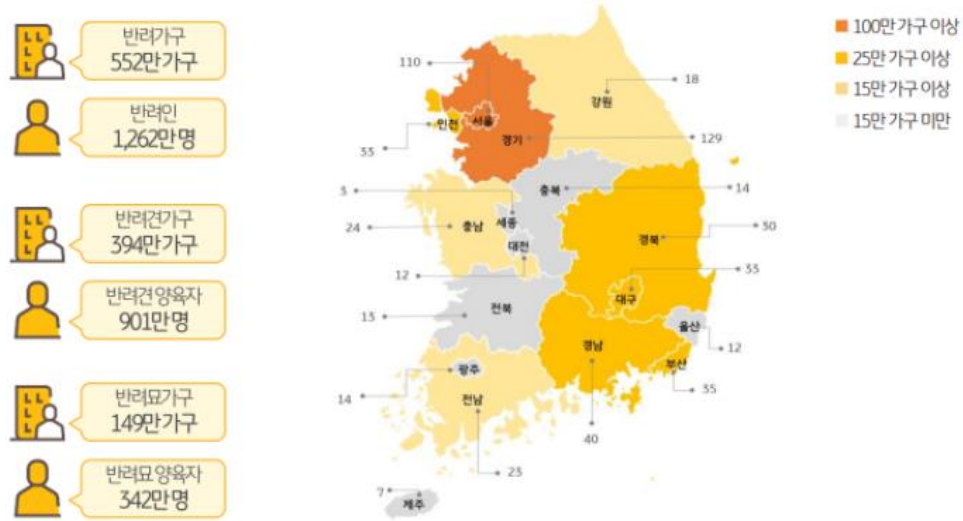 반려가구
552만가구
반려인
1,262만명
반려견가구
394만가구
반려견 양육자
901만명
반려묘가구
149만가구
반려묘 양육자
342만명
100만 가구 이상
25만 가구 이상
15만 가구 이상
15만 가구 미만
110
18
강원
인천
서울
경기
35
129
3
충북
14
24
충남
세종
대전
경북
30
12
35
대구
15
전북
울산
12
경남
부산
35
광주
14
전남
40
23
7
제주